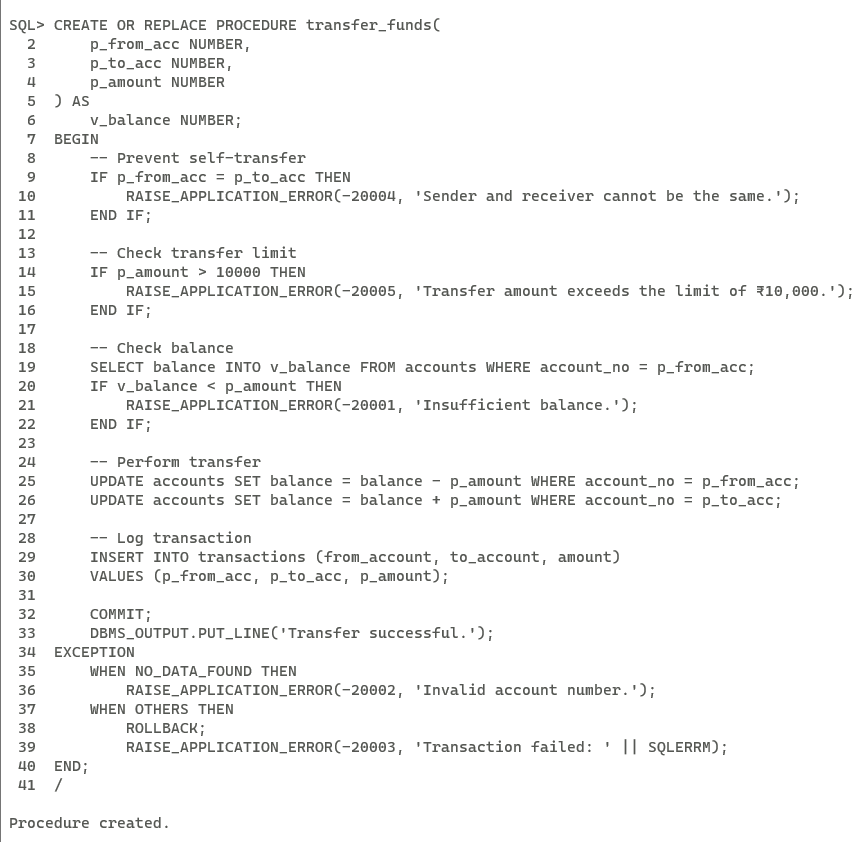 SQL> CREATE OR REPLACE PROCEDURE transfer_funds(
  2      p_from_acc NUMBER,
  3      p_to_acc NUMBER,
  4      p_amount NUMBER
  5  ) AS
  6      v_balance NUMBER;
  7  BEGIN
  8      -- Prevent self-transfer
  9      IF p_from_acc = p_to_acc THEN
 10          RAISE_APPLICATION_ERROR(-20004, 'Sender and receiver cannot be the same.');
 11      END IF;
 12
 13      -- Check transfer limit
 14      IF p_amount > 10000 THEN
 15          RAISE_APPLICATION_ERROR(-20005, 'Transfer amount exceeds the limit of ₹10,000.');
 16      END IF;
 17
 18      -- Check balance
 19      SELECT balance INTO v_balance FROM accounts WHERE account_no = p_from_acc;
 20      IF v_balance < p_amount THEN
 21          RAISE_APPLICATION_ERROR(-20001, 'Insufficient balance.');
 22      END IF;
 23
 24      -- Perform transfer
 25      UPDATE accounts SET balance = balance - p_amount WHERE account_no = p_from_acc;
 26      UPDATE accounts SET balance = balance + p_amount WHERE account_no = p_to_acc;
 27
 28      -- Log transaction
 29      INSERT INTO transactions (from_account, to_account, amount)
 30      VALUES (p_from_acc, p_to_acc, p_amount);
 31
 32      COMMIT;
 33      DBMS_OUTPUT.PUT_LINE('Transfer successful.');
 34  EXCEPTION
 35      WHEN NO_DATA_FOUND THEN
 36          RAISE_APPLICATION_ERROR(-20002, 'Invalid account number.');
 37      WHEN OTHERS THEN
 38          ROLLBACK;
 39          RAISE_APPLICATION_ERROR(-20003, 'Transaction failed: ' || SQLERRM);
 40  END;
 41  /
Procedure created.